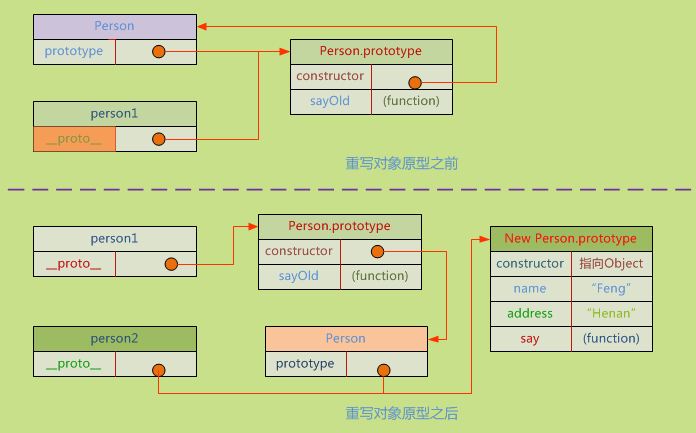 Person
prototype
Person.prototype
constructor
sayOld (function)
person1
__proto__
重写对象原型之前
person1
__proto__
Person.prototype
constructor
sayOld (function)
New Person.prototype
constructor 指向Object
name “Feng”
address “Henan”
say (function)
person2
__proto__
Person
prototype
重写对象原型之后